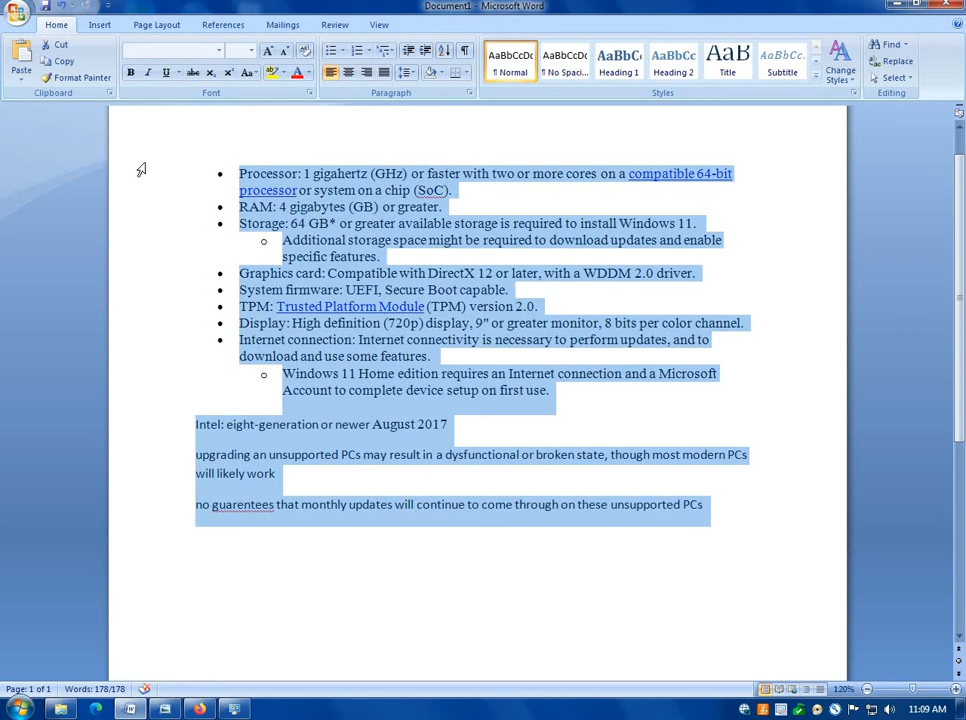 Document1 - Microsoft Word
Home Insert Page Layout References Mailings Review View
Paste
Cut
Copy
Format Painter
Clipboard
B I U abc x₂ x² Aa A
Font
Paragraph
AaBbCcDc AaBbCcDc AaBbCc AaBbCc AaB AaBbCc.
¶ Normal ¶ No Spaci... Heading 1 Heading 2 Title Subtitle
Change
Styles
Styles
Find
Replace
Select
Editing
• Processor: 1 gigahertz (GHz) or faster with two or more cores on a compatible 64-bit
processor or system on a chip (SoC).
• RAM: 4 gigabytes (GB) or greater.
• Storage: 64 GB* or greater available storage is required to install Windows 11.
o Additional storage space might be required to download updates and enable
specific features.
• Graphics card: Compatible with DirectX 12 or later, with a WDDM 2.0 driver.
• System firmware: UEFI, Secure Boot capable.
• TPM: Trusted Platform Module (TPM) version 2.0.
• Display: High definition (720p) display, 9" or greater monitor, 8 bits per color channel.
• Internet connection: Internet connectivity is necessary to perform updates, and to
download and use some features.
o Windows 11 Home edition requires an Internet connection and a Microsoft
Account to complete device setup on first use.
Intel: eight-generation or newer August 2017
upgrading an unsupported PCs may result in a dysfunctional or broken state, though most modern PCs
will likely work
no guarentees that monthly updates will continue to come through on these unsupported PCs
Page: 1 of 1 Words: 178/178 120%
11:09 AM